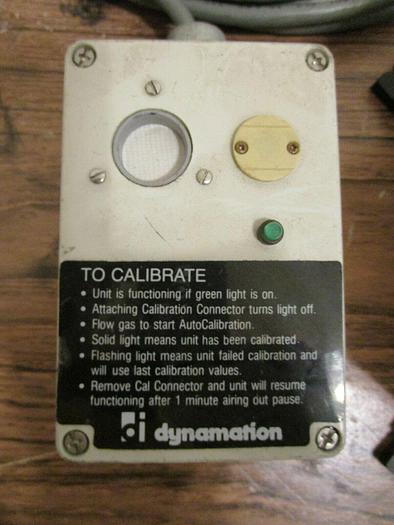 TO CALIBRATE
• Unit is functioning if green light is on.
• Attaching Calibration Connector turns light off.
• Flow gas to start AutoCalibration.
• Solid light means unit has been calibrated.
• Flashing light means unit failed calibration and
will use last calibration values.
• Remove Cal Connector and unit will resume
functioning after 1 minute airing out pause.
di dynamation